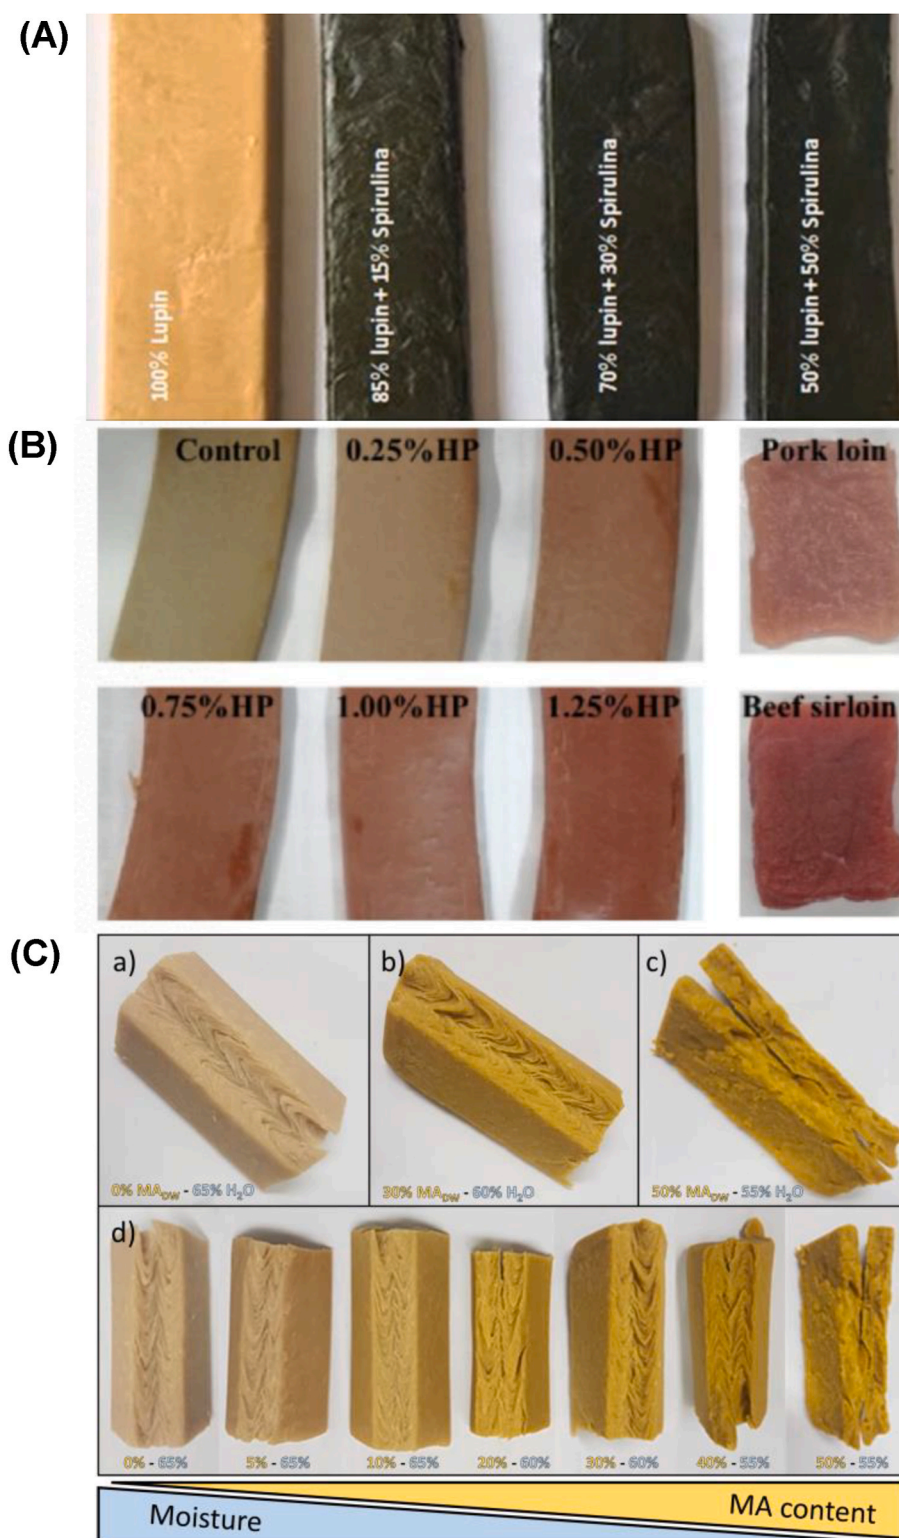 (A)
100% Lupin
85% lupin + 15% Spirulina
70% lupin + 30% Spirulina
50% lupin + 50% Spirulina
(B)
Control
0.25%HP
0.50%HP
Pork loin
0.75%HP
1.00%HP
1.25%HP
Beef sirloin
(C)
a)
b)
c)
0% MA_DW - 65% H₂O
30% MA_DW - 60% H₂O
50% MA_DW - 55% H₂O
d)
0% - 65%
5% - 65%
10% - 65%
20% - 60%
30% - 60%
40% - 55%
50% - 55%
Moisture
MA content